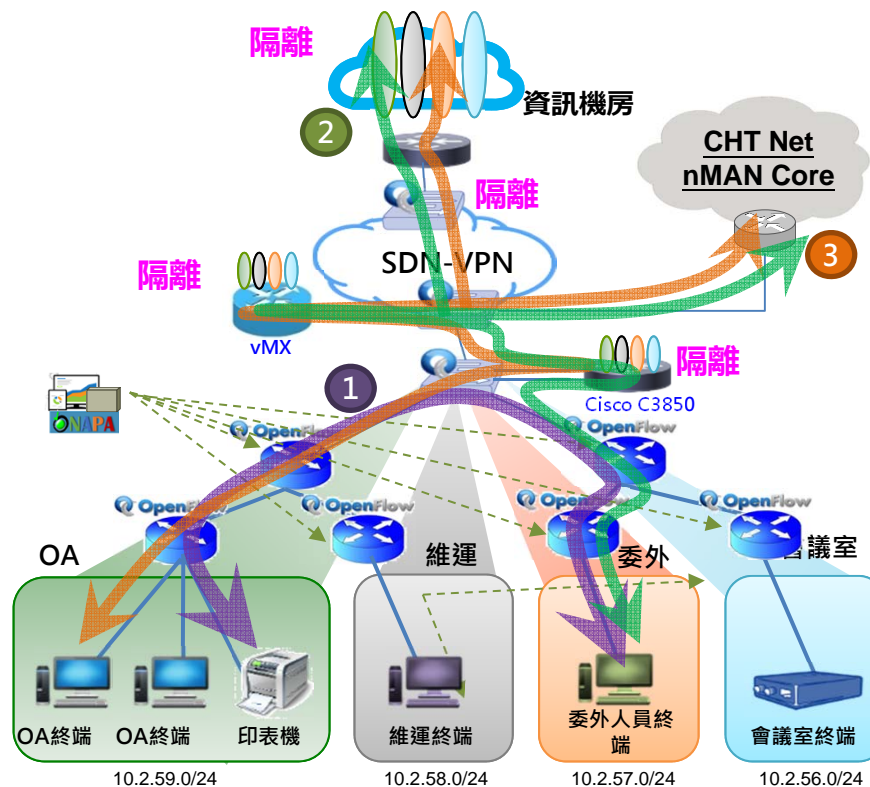 隔離
資訊機房
2
CHT Net
nMAN Core
隔離
SDN-VPN
3
隔離
vMX
1
隔離
Cisco C3850
ONAPA
OpenFlow
OpenFlow
OpenFlow
OpenFlow
OpenFlow
OA
維運
委外
會議室
OA終端
OA終端
印表機
維運終端
委外人員終
端
會議室終端
10.2.59.0/24
10.2.58.0/24
10.2.57.0/24
10.2.56.0/24